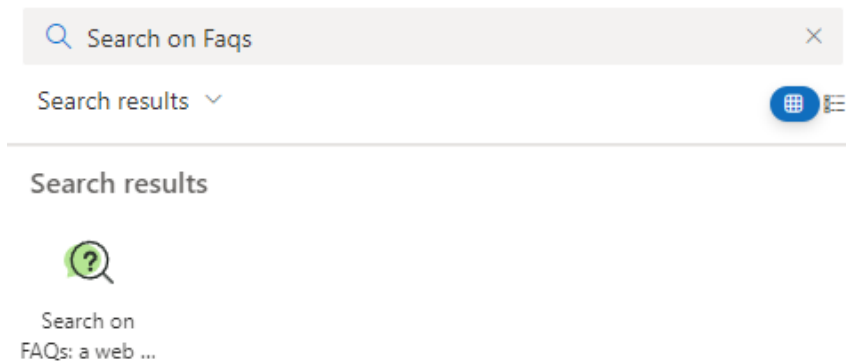 Search on Faqs
Search results
Search results
?
Search on
FAQs: a web ...